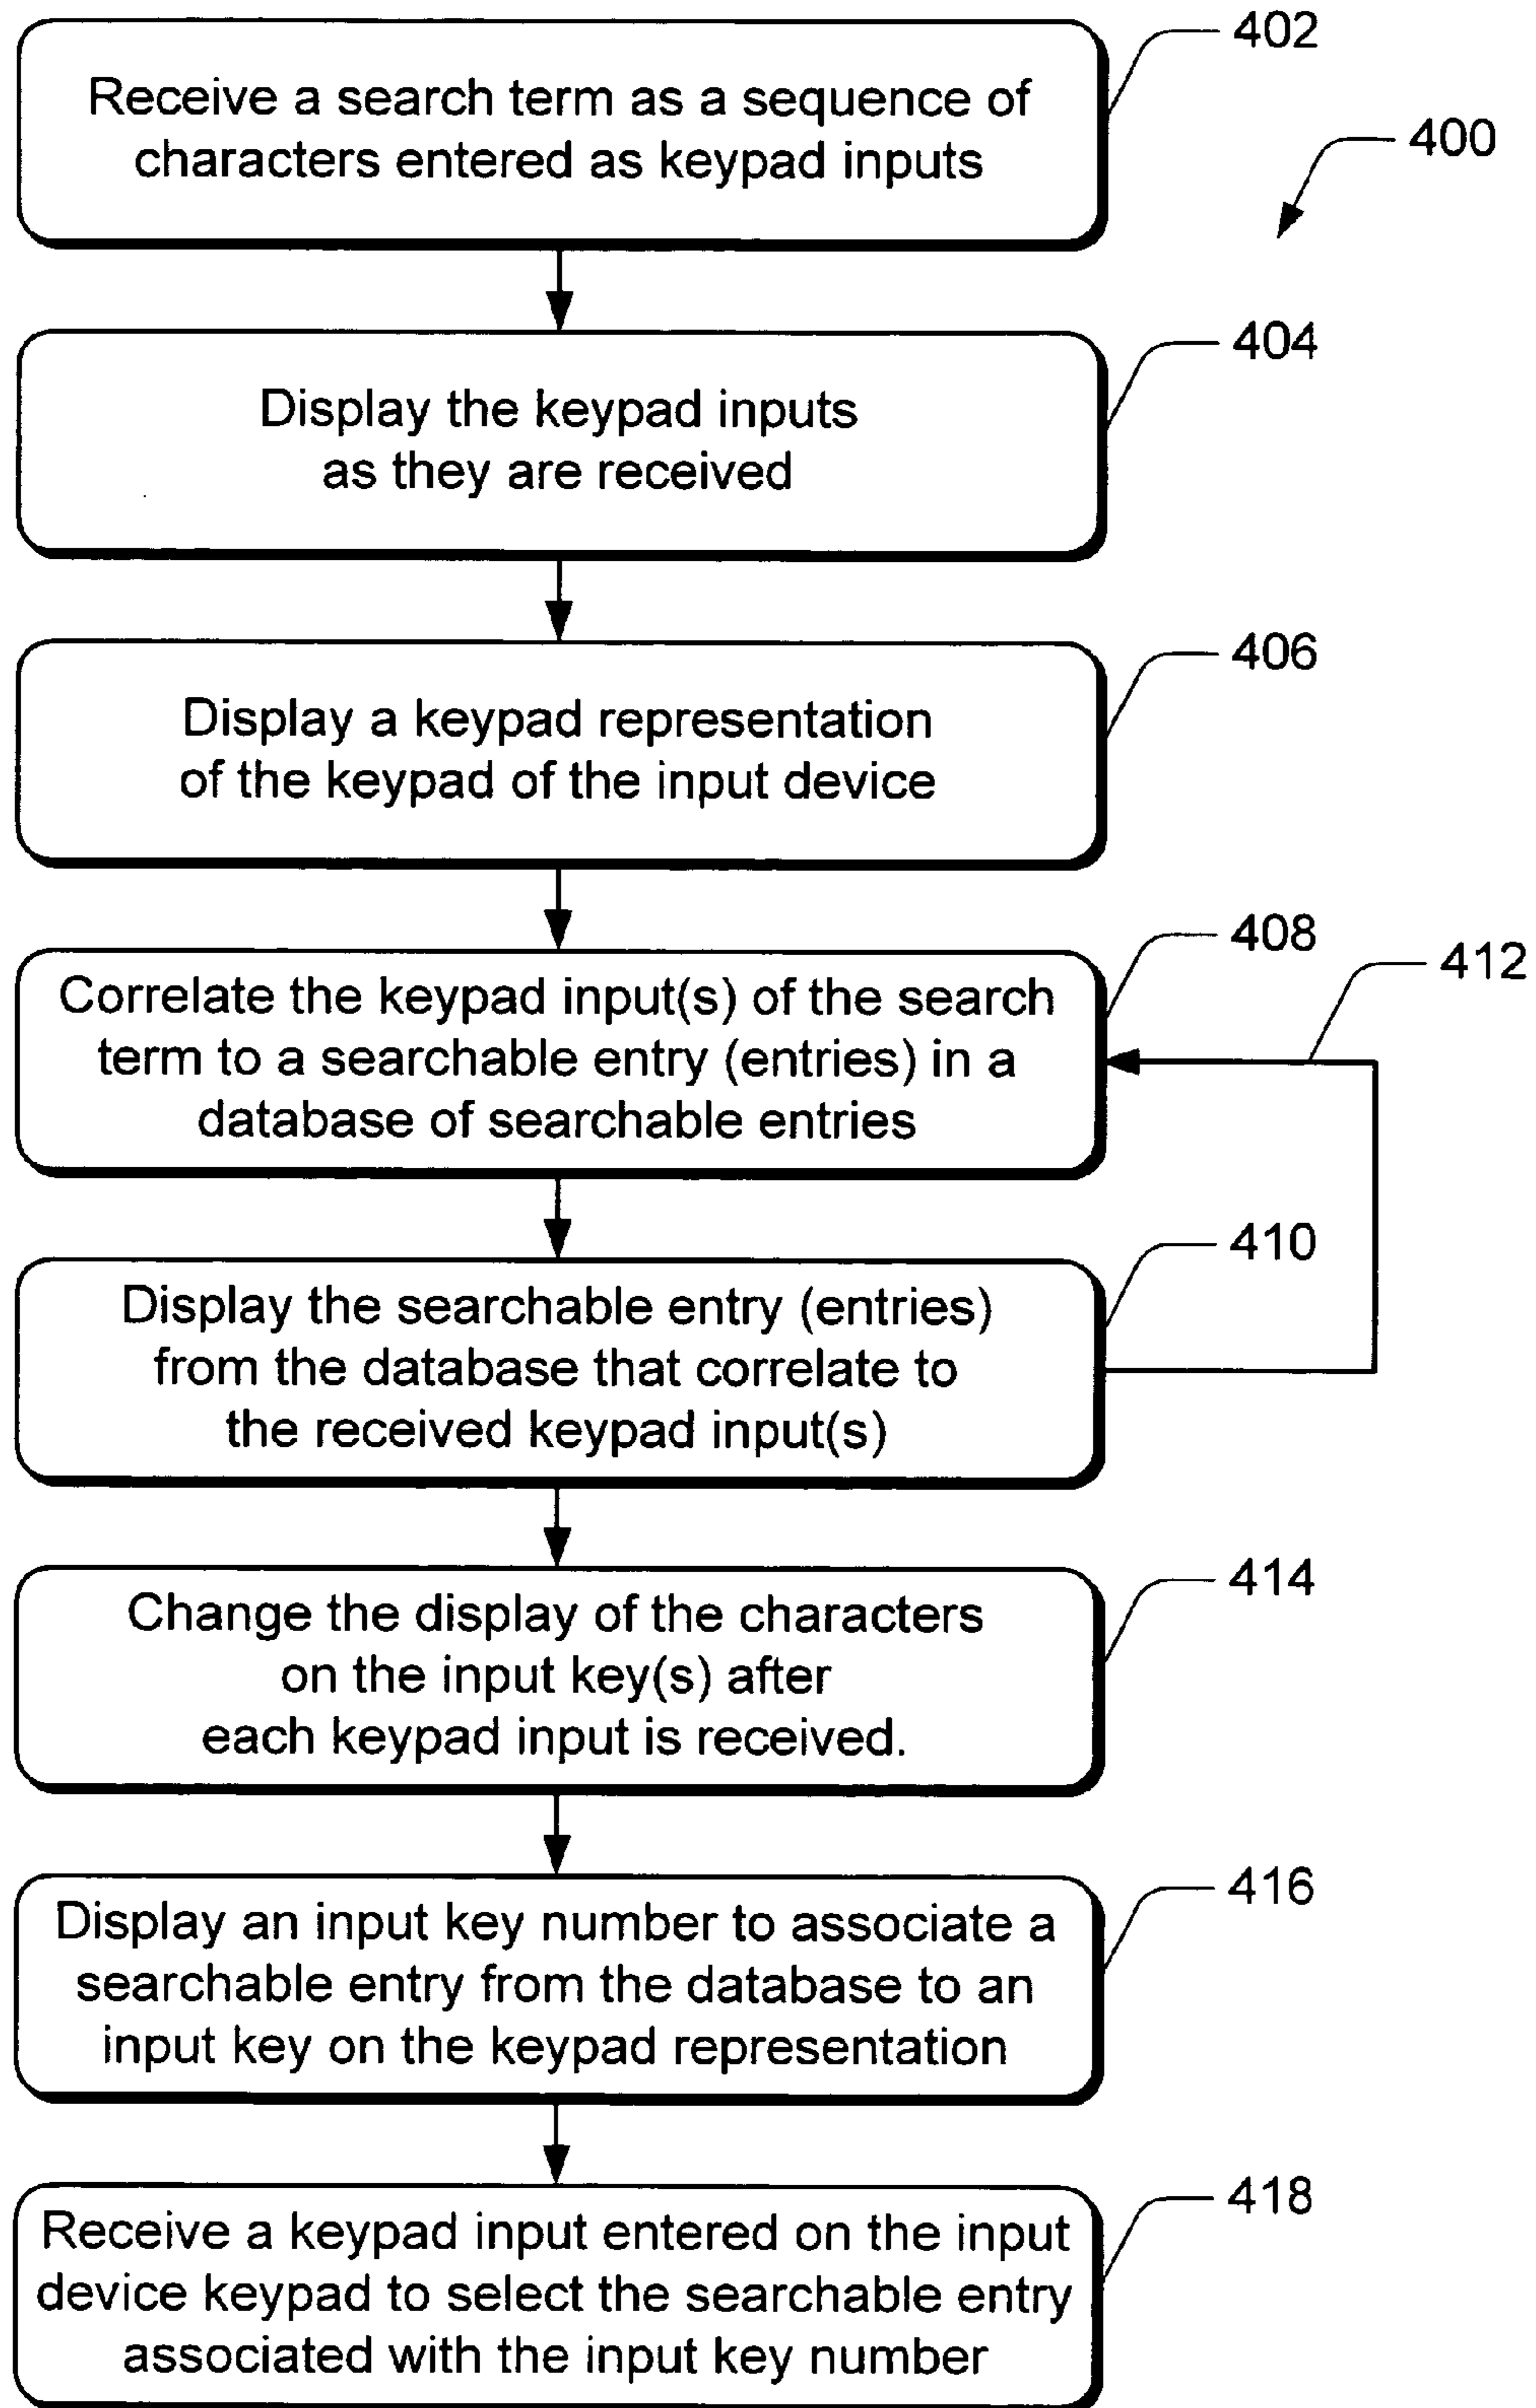 402
Receive a search term as a sequence of
characters entered as keypad inputs
400
404
Display the keypad inputs
as they are received
406
Display a keypad representation
of the keypad of the input device
408
412
Correlate the keypad input(s) of the search
term to a searchable entry (entries) in a
database of searchable entries
410
Display the searchable entry (entries)
from the database that correlate to
the received keypad input(s)
414
Change the display of the characters
on the input key(s) after
each keypad input is received.
416
Display an input key number to associate a
searchable entry from the database to an
input key on the keypad representation
418
Receive a keypad input entered on the input
device keypad to select the searchable entry
associated with the input key number